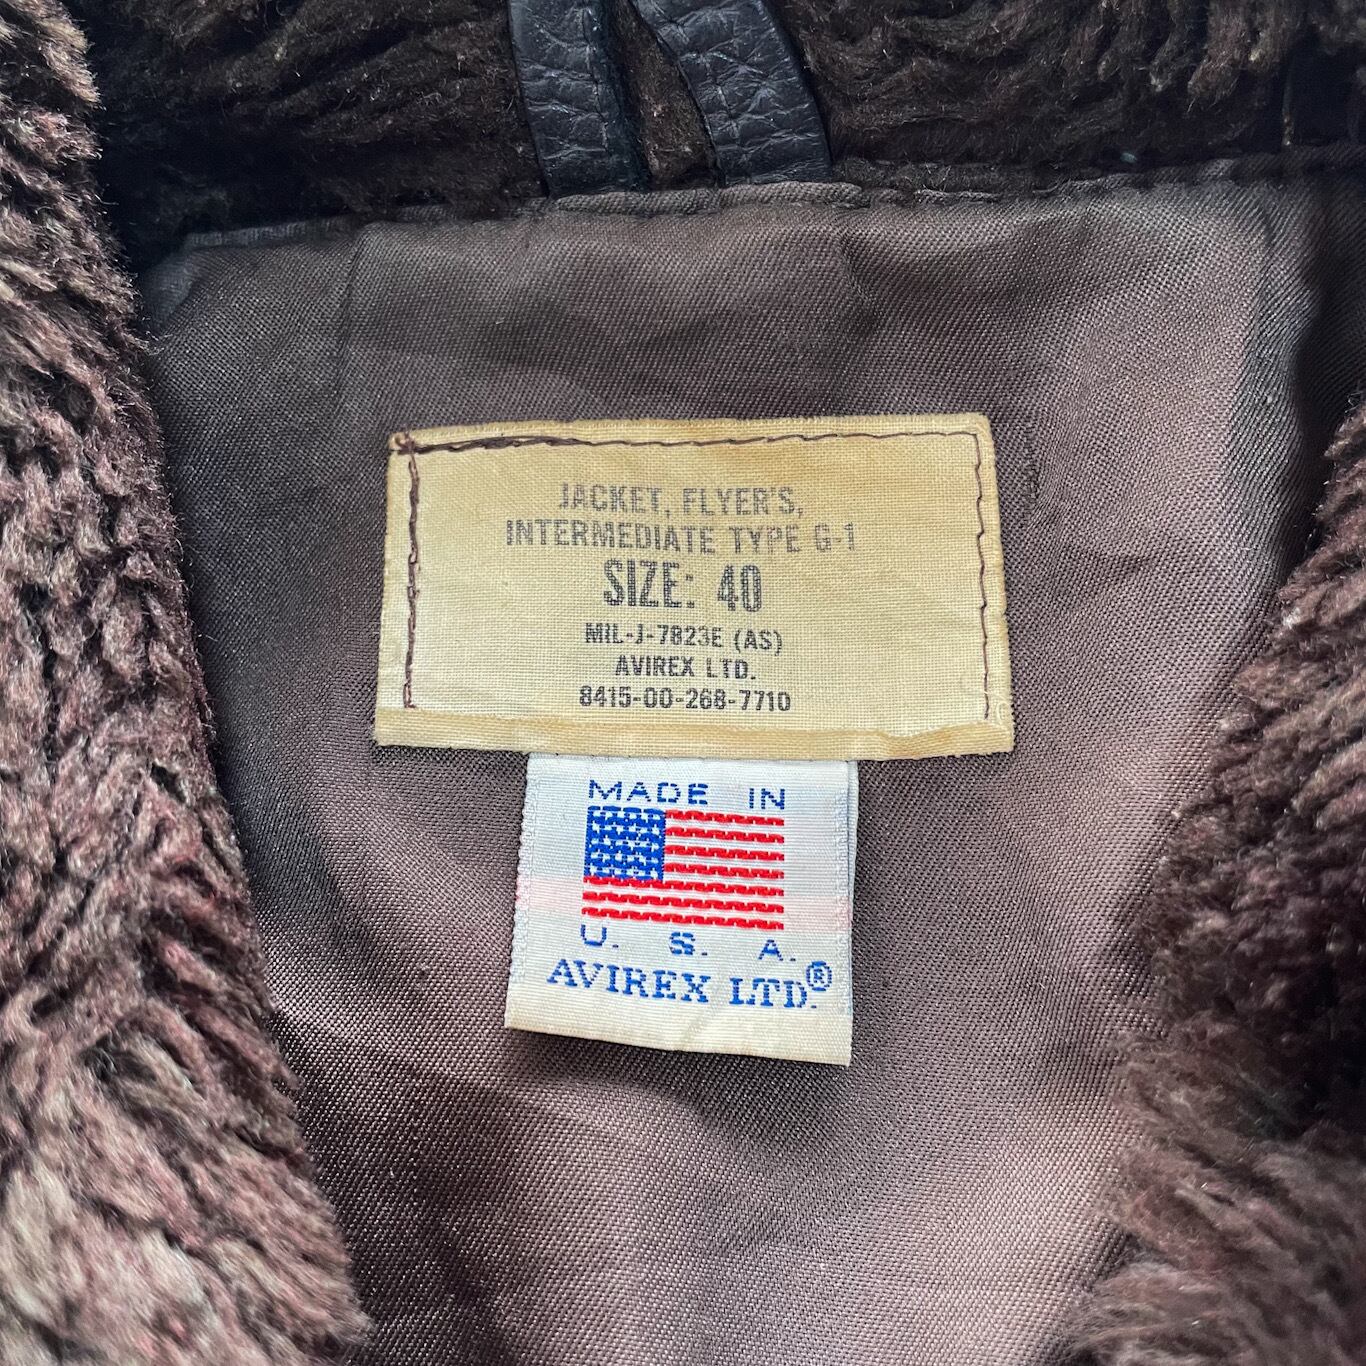 JACKET, FLYER'S,
INTERMEDIATE TYPE G-1
SIZE: 40
MIL-J-7823E (AS)
AVIREX LTD.
8415-00-268-7710
MADE IN
U. S. A.
AVIREX LTD.®